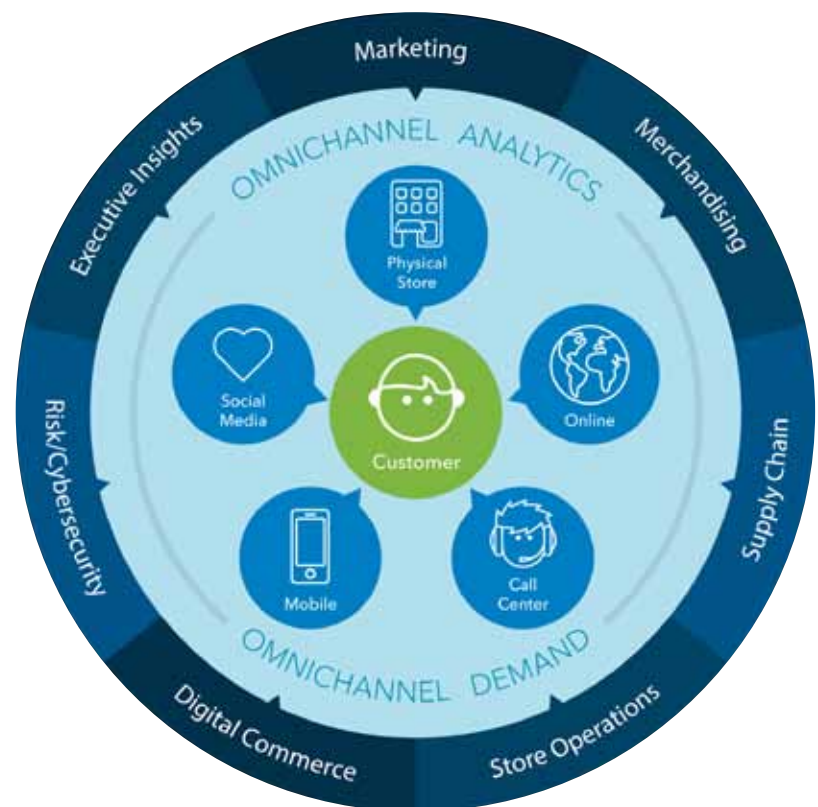 Marketing
Merchandising
Supply Chain
Store Operations
Digital Commerce
Risk/Cybersecurity
Executive Insights
OMNICHANNEL ANALYTICS
Physical
Store
Online
Call
Center
Mobile
Social
Media
Customer
OMNICHANNEL DEMAND